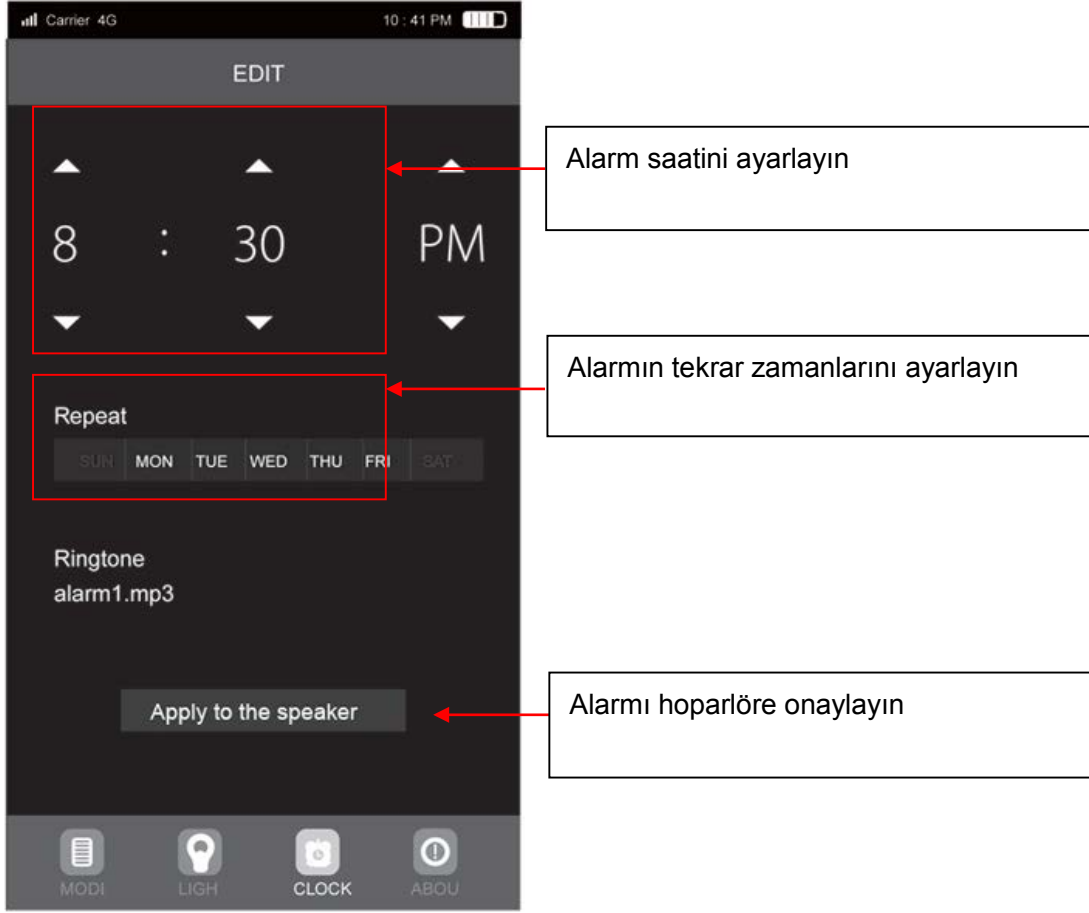 Carrier 4G 10 : 41 PM
EDIT
8 : 30 PM
Repeat
SUN MON TUE WED THU FRI SAT
Ringtone
alarm1.mp3
Apply to the speaker
MODI LIGH CLOCK ABOU
Alarm saatini ayarlayın
Alarmın tekrar zamanlarını ayarlayın
Alarmı hoparlöre onaylayın